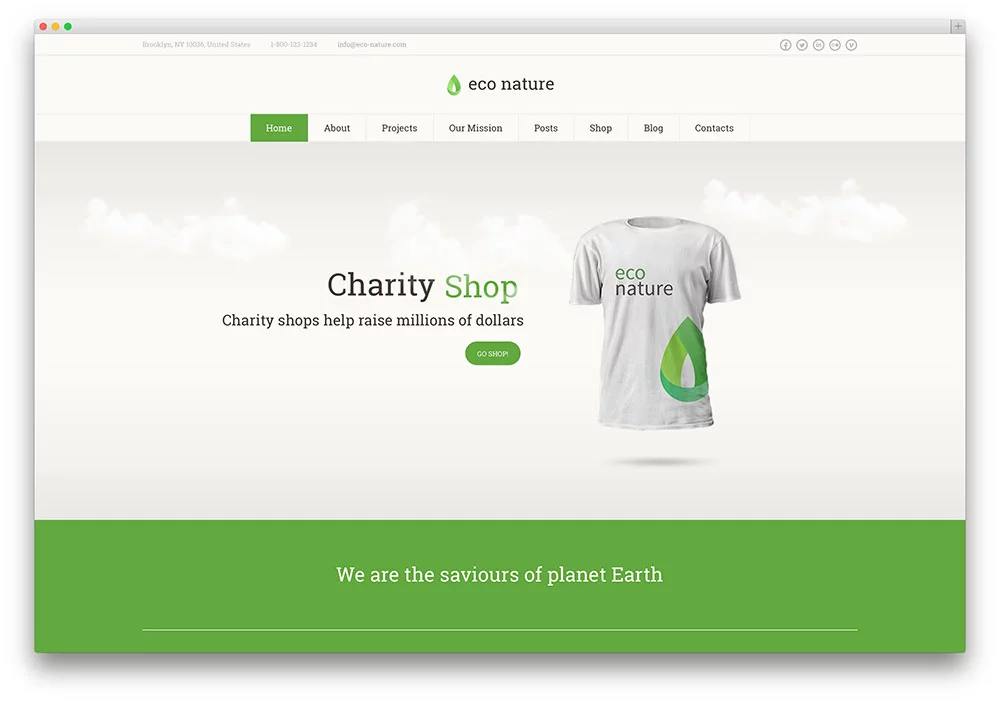 Brooklyn, NY 10036, United States 1-800-123-1234 info@eco-nature.com
eco nature
Home About Projects Our Mission Posts Shop Blog Contacts
Charity Shop
Charity shops help raise millions of dollars
GO SHOP!
eco
nature
We are the saviours of planet Earth